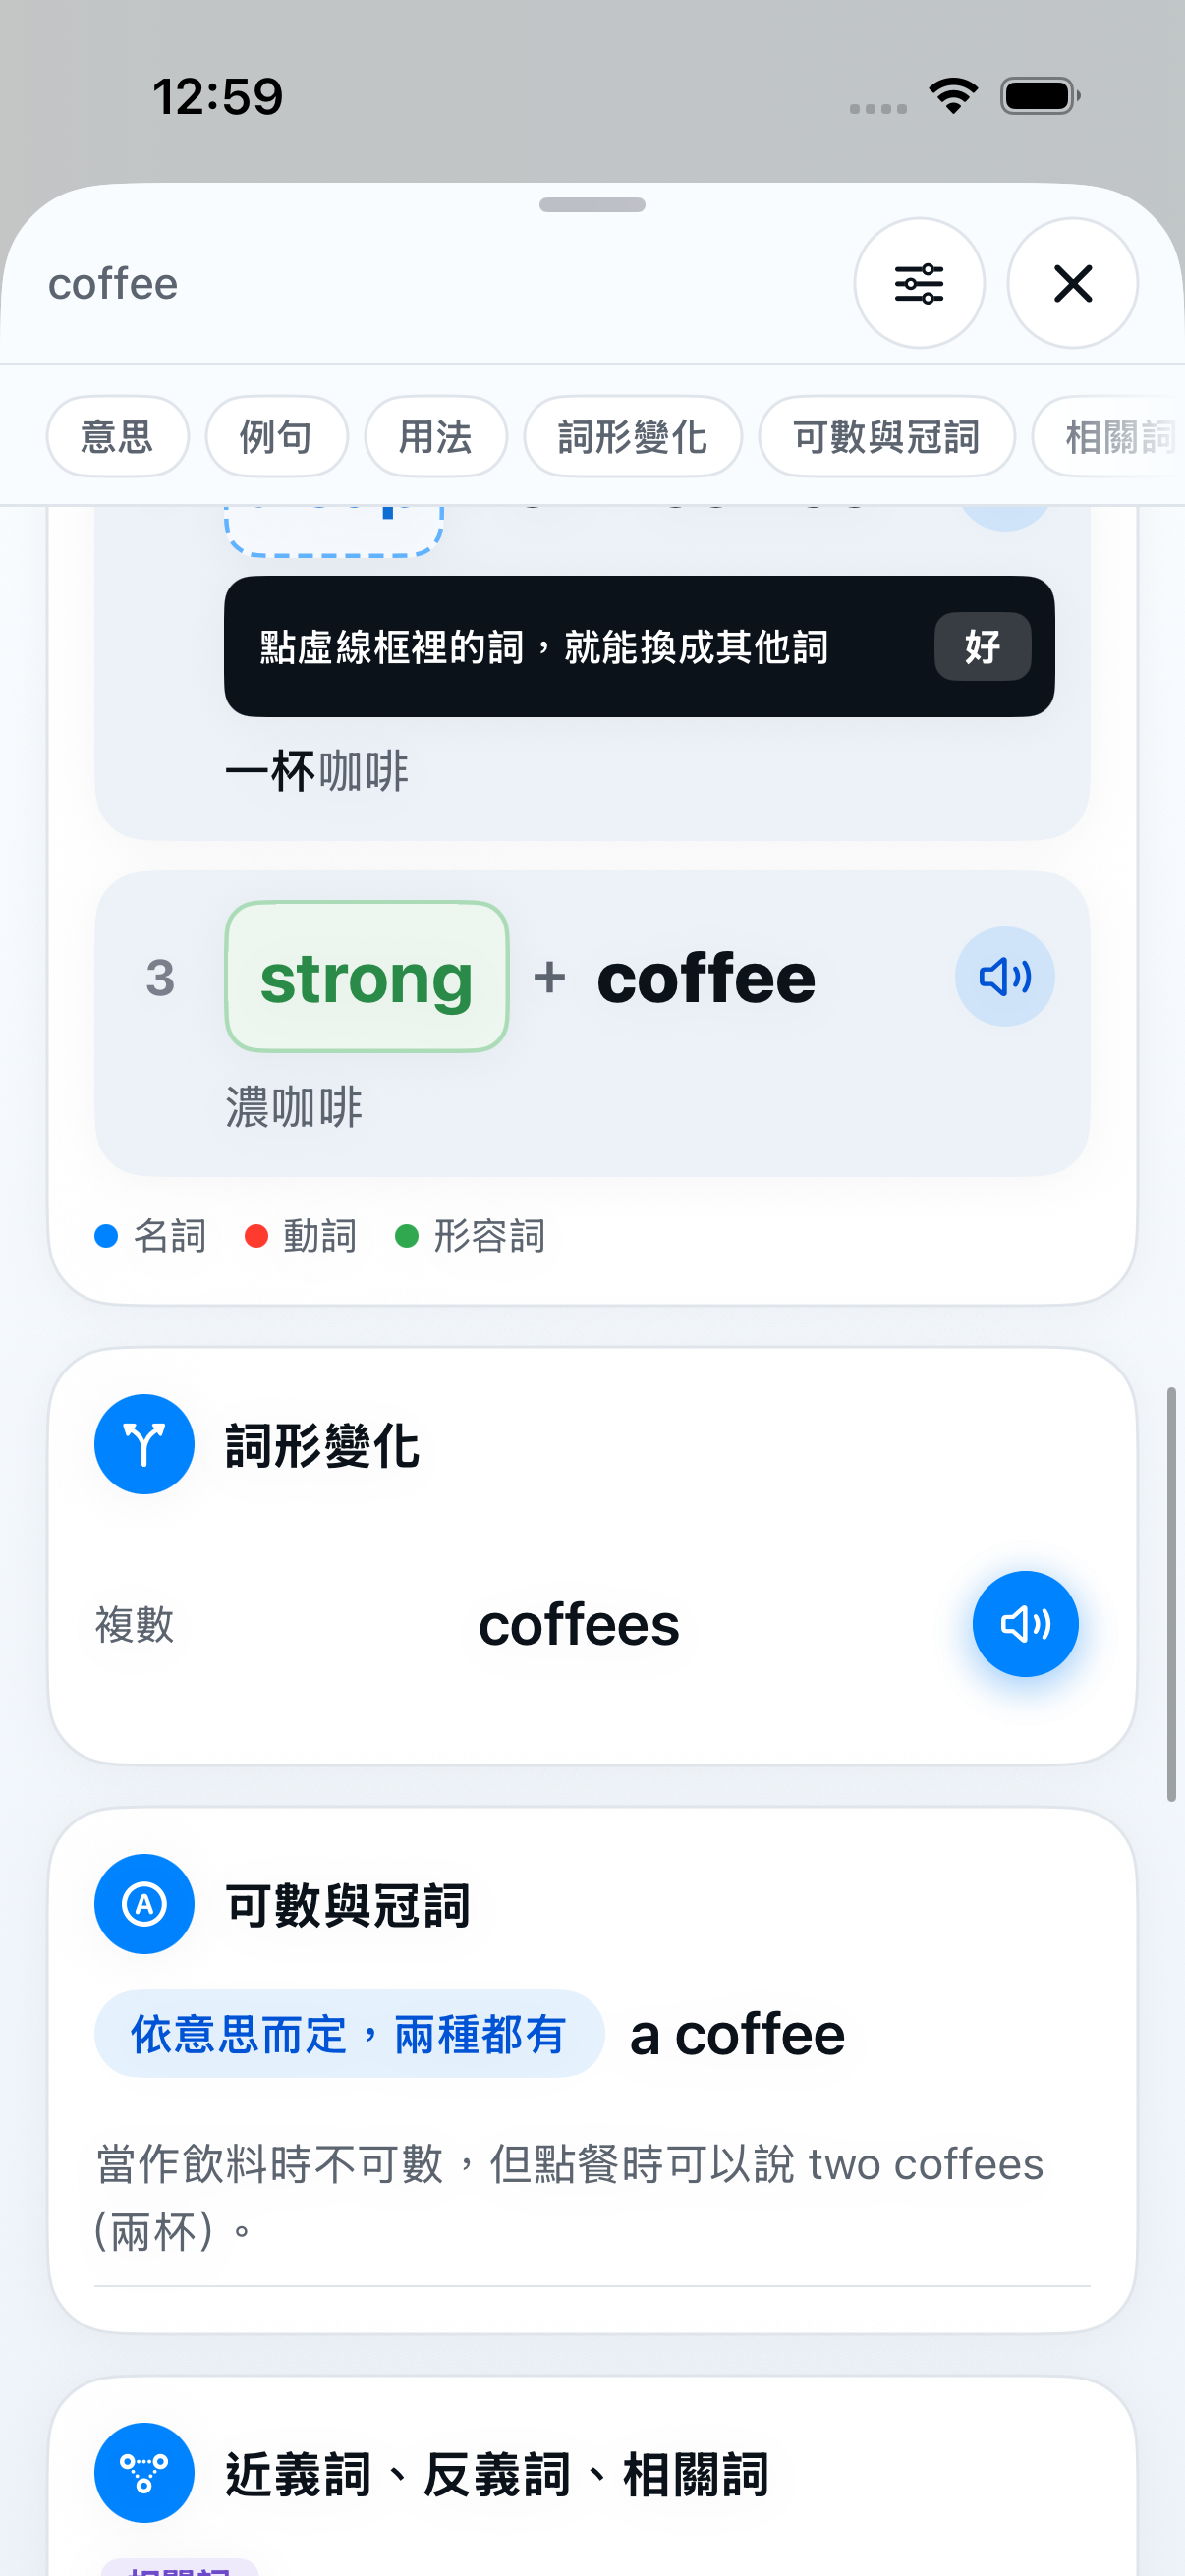 12:59
coffee
意思
例句
用法
詞形變化
可數與冠詞
相關詞
點虛線框裡的詞，就能換成其他詞
好
一杯咖啡
3
strong + coffee
濃咖啡
名詞 動詞 形容詞
詞形變化
複數
coffees
可數與冠詞
依意思而定，兩種都有
a coffee
當作飲料時不可數，但點餐時可以說 two coffees
(兩杯)。
近義詞、反義詞、相關詞